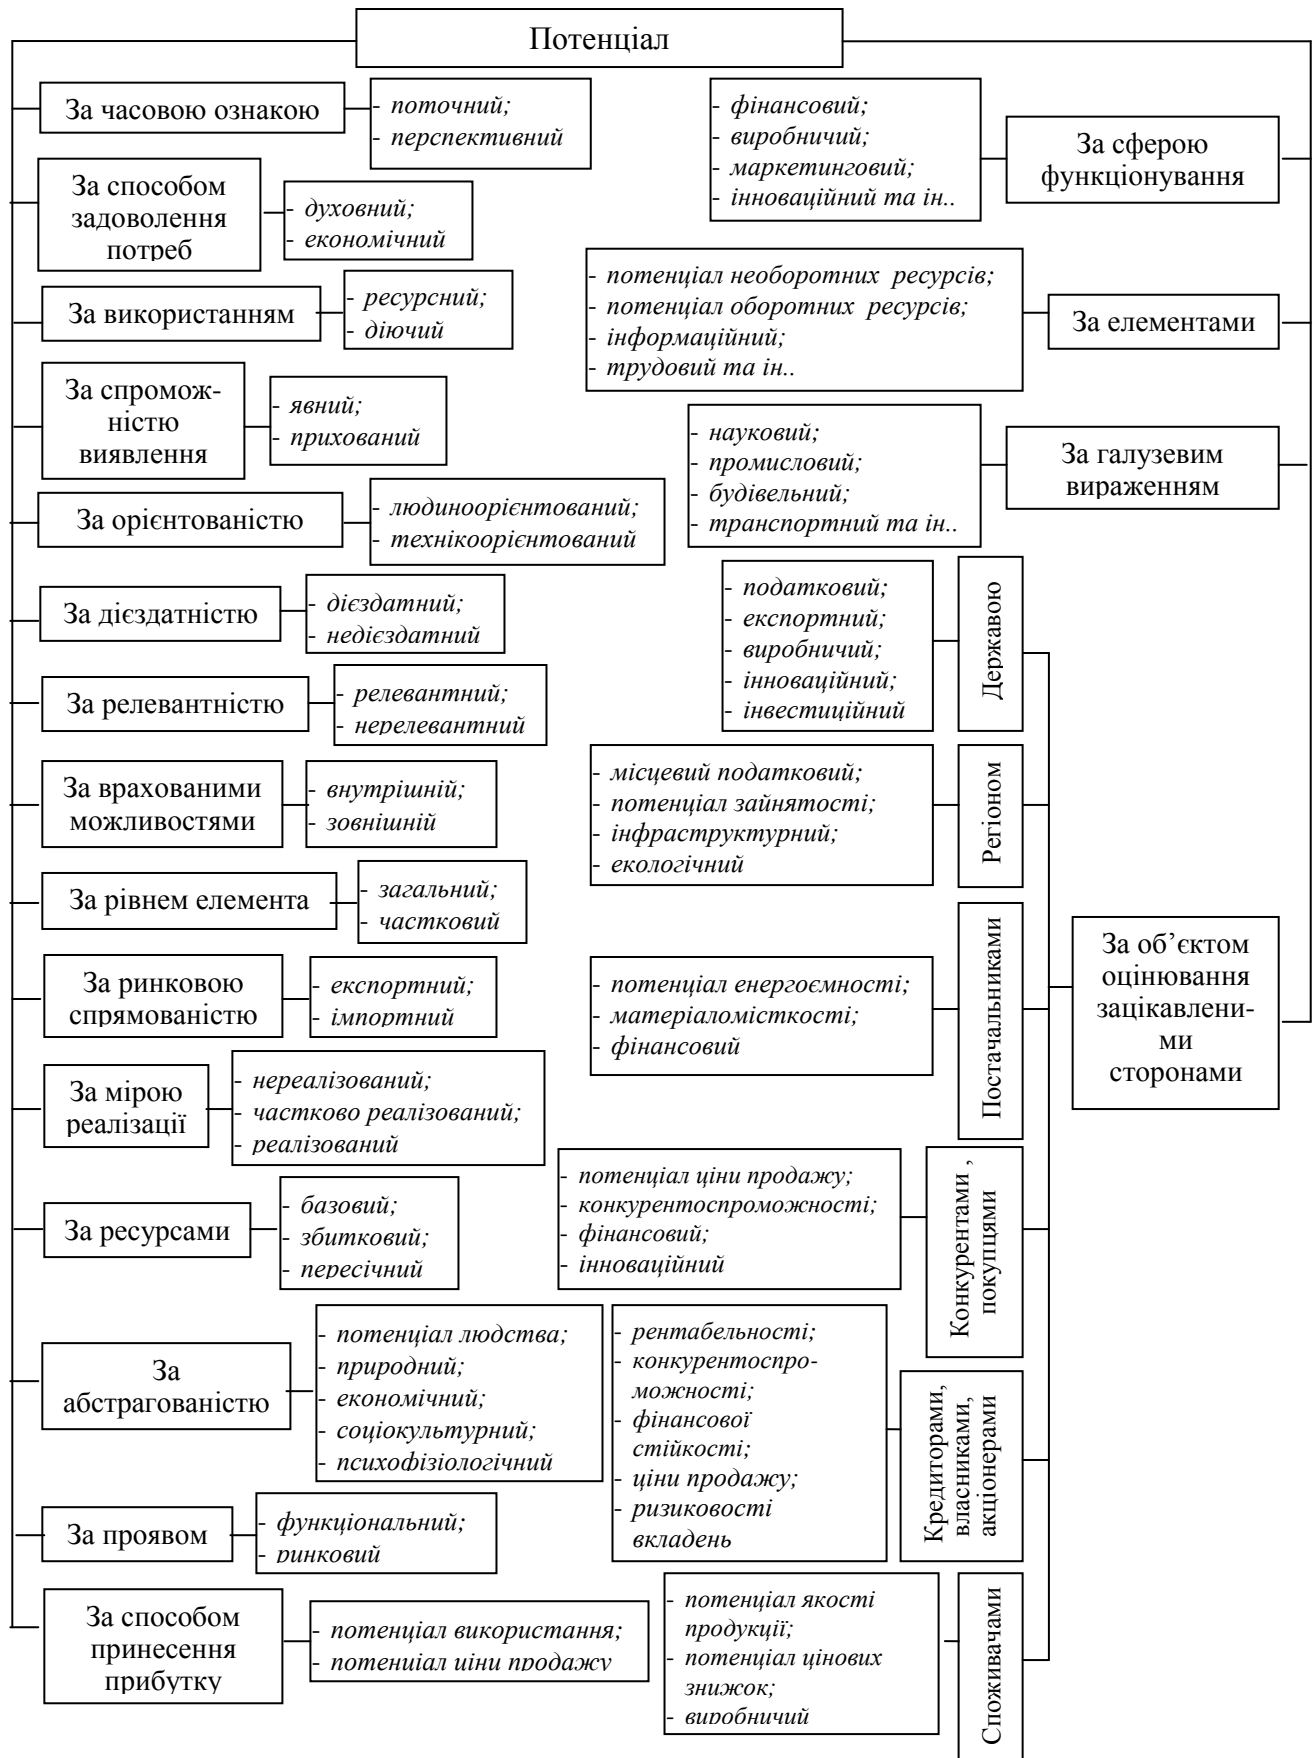 Потенціал
За часовою ознакою
- поточний;
- перспективний
За способом
задоволення
потреб
- духовний;
- економічний
За використанням
- ресурсний;
- діючий
За спромож-
ністю
виявлення
- явний;
- прихований
За орієнтованістю
- людиноорієнтований;
- технікоорієнтований
За дієздатністю
- дієздатний;
- недієздатний
За релевантністю
- релевантний;
- нерелевантний
За врахованими
можливостями
- внутрішній;
- зовнішній
За рівнем елемента
- загальний;
- частковий
За ринковою
спрямованістю
- експортний;
- імпортний
За мірою
реалізації
- нереалізований;
- частково реалізований;
- реалізований
За ресурсами
- базовий;
- збитковий;
- пересічний
За
абстрагованістю
- потенціал людства;
- природний;
- економічний;
- соціокультурний;
- психофізіологічний
За проявом
- функціональний;
- ринковий
За способом
принесення
прибутку
- потенціал використання;
- потенціал ціни продажу
- фінансовий;
- виробничий;
- маркетинговий;
- інноваційний та ін..
За сферою
функціонування
- потенціал необоротних ресурсів;
- потенціал оборотних ресурсів;
- інформаційний;
- трудовий та ін..
За елементами
- науковий;
- промисловий;
- будівельний;
- транспортний та ін..
За галузевим
вираженням
- податковий;
- експортний;
- виробничий;
- інноваційний;
- інвестиційний
Державою
- місцевий податковий;
- потенціал зайнятості;
- інфраструктурний;
- екологічний
Регіоном
- потенціал енергоємності;
- матеріаломісткості;
- фінансовий
Постачальниками
- потенціал ціни продажу;
- конкурентоспроможності;
- фінансовий;
- інноваційний
Конкурентами ,
покупцями
- рентабельності;
- конкурентоспро-
можності;
- фінансової
стійкості;
- ціни продажу;
- ризиковості
вкладень
Кредиторами,
власниками,
акціонерами
- потенціал якості
продукції;
- потенціал цінових
знижок;
- виробничий
Споживачами
За об’єктом
оцінювання
зацікавлени-
ми
сторонами